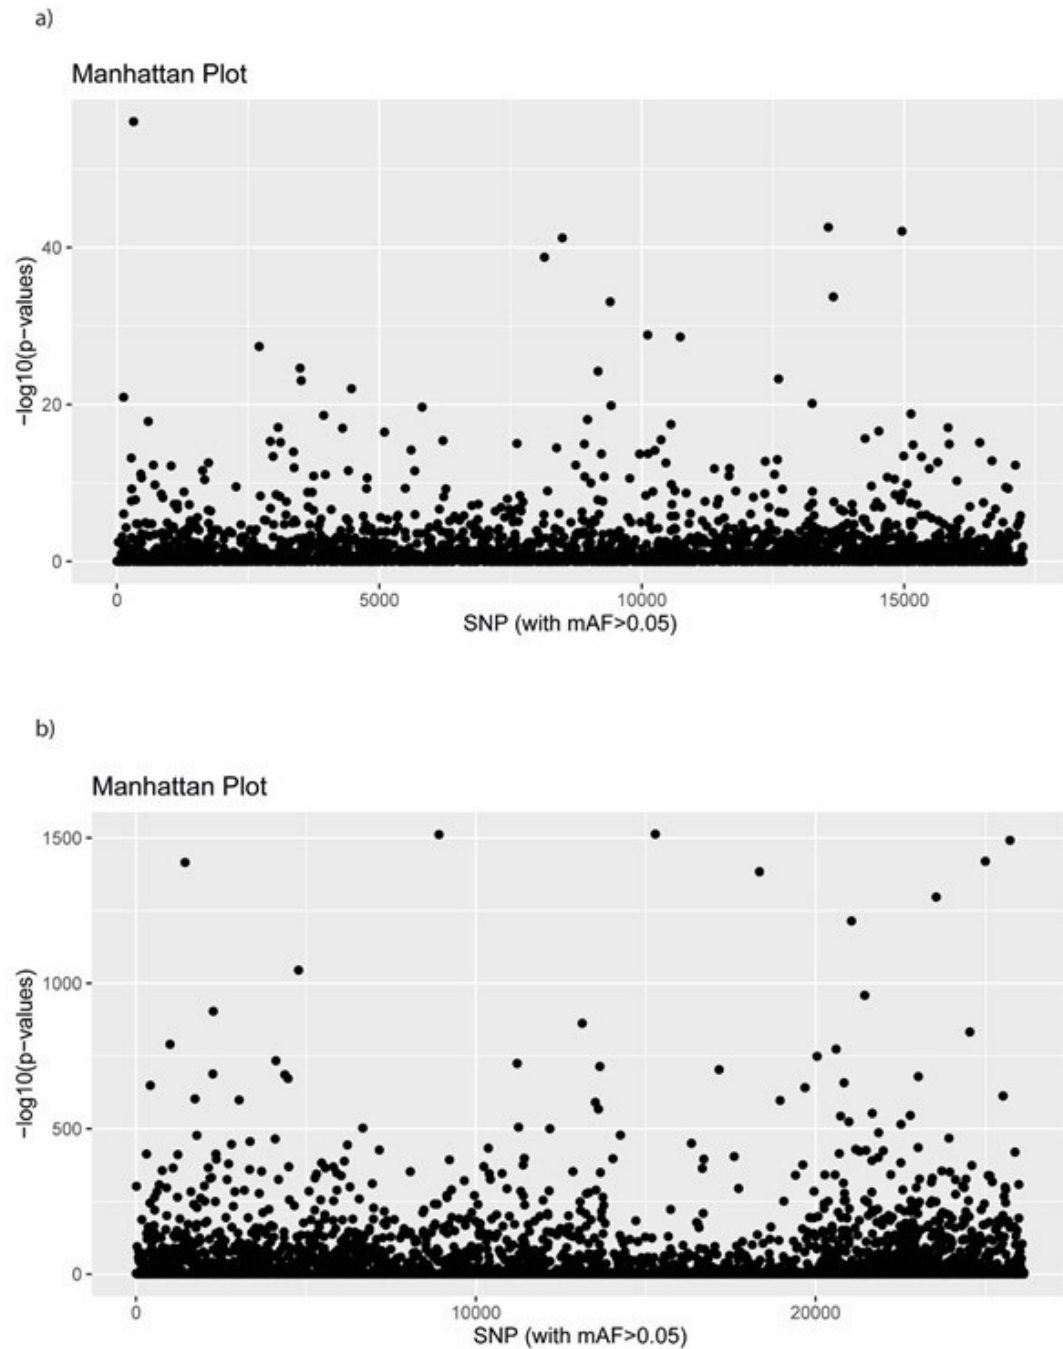 a)
Manhattan Plot
-log10(p-values)
40
20
0
0 5000 10000 15000
SNP (with mAF>0.05)
b)
Manhattan Plot
-log10(p-values)
1500
1000
500
0
0 10000 20000
SNP (with mAF>0.05)